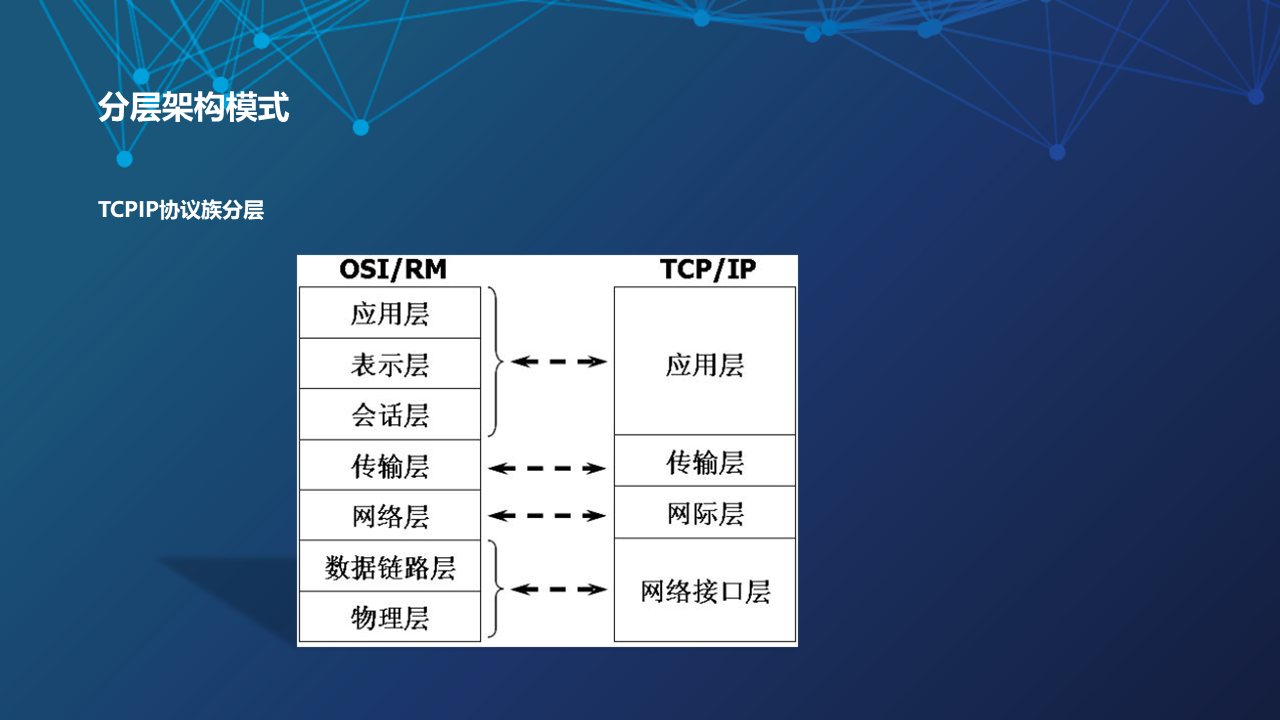 分层架构模式
TCPIP协议族分层
OSI/RM
应用层
表示层
会话层
传输层
网络层
数据链路层
物理层
TCP/IP
应用层
传输层
网际层
网络接口层